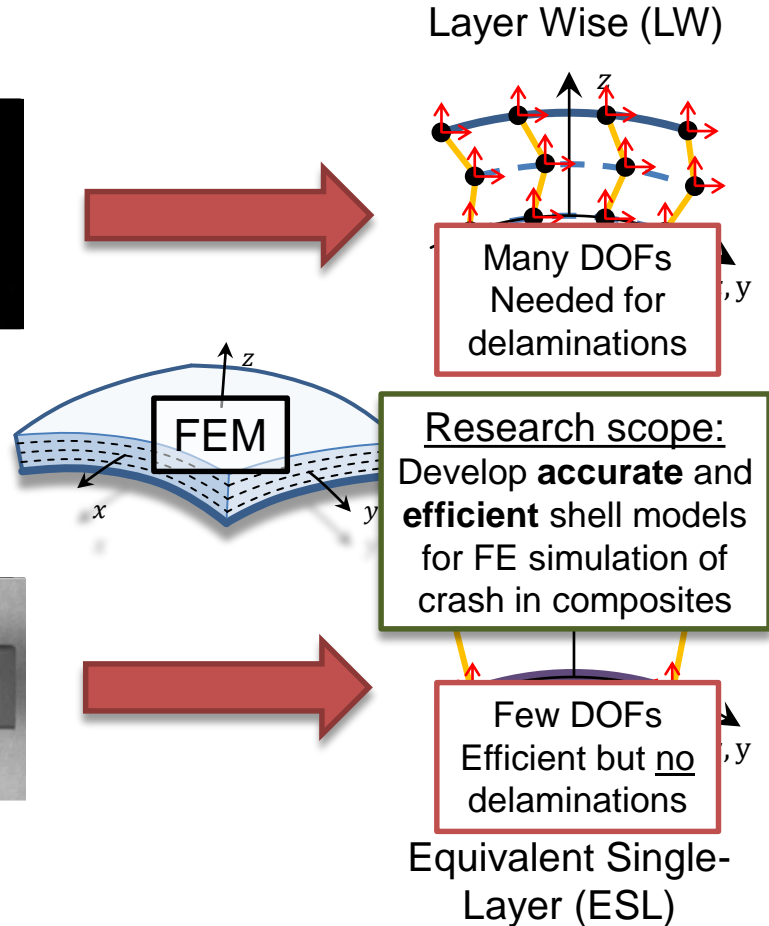 Layer Wise (LW)
z
Many DOFs
Needed for
delaminations
, y
z
FEM
x
y
Research scope:
Develop accurate and
efficient shell models
for FE simulation of
crash in composites
Few DOFs
Efficient but no
delaminations
, y
Equivalent Single-
Layer (ESL)